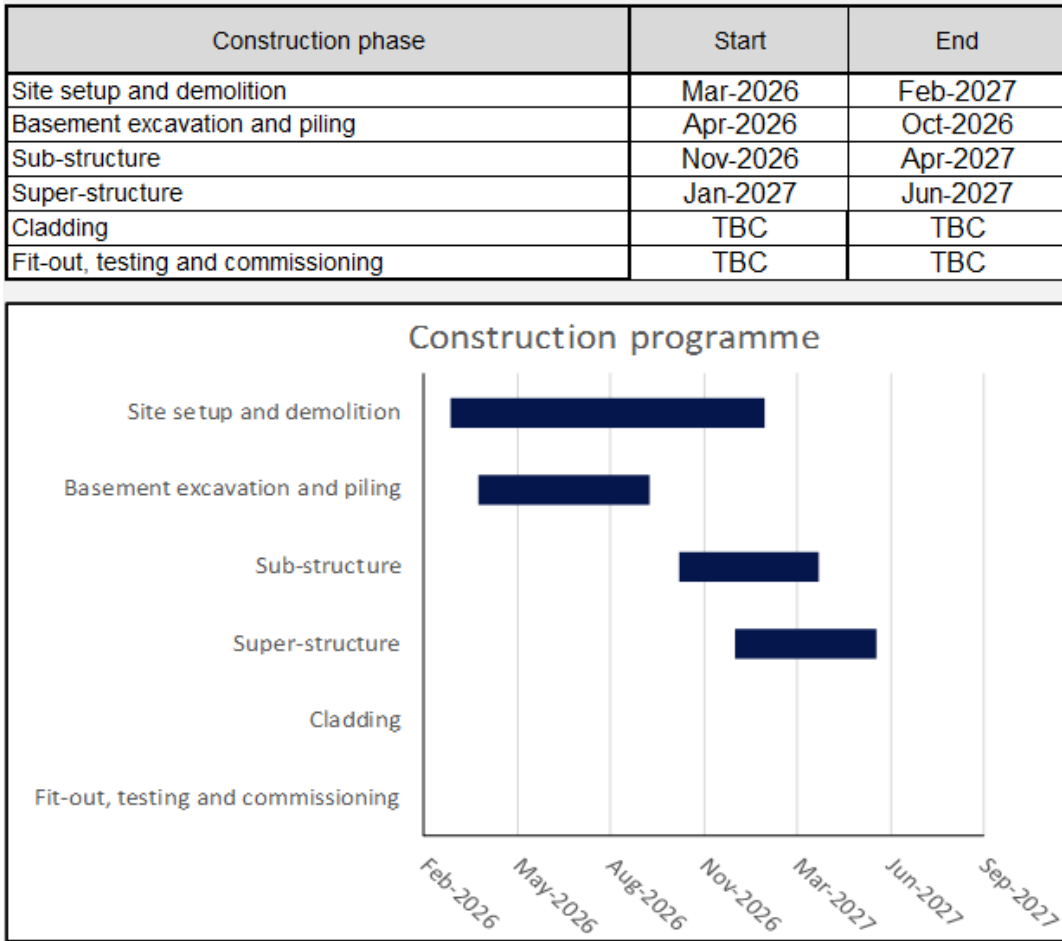 Construction phase Start End
Site setup and demolition Mar-2026 Feb-2027
Basement excavation and piling Apr-2026 Oct-2026
Sub-structure Nov-2026 Apr-2027
Super-structure Jan-2027 Jun-2027
Cladding TBC TBC
Fit-out, testing and commissioning TBC TBC
Construction programme
Site setup and demolition
Basement excavation and piling
Sub-structure
Super-structure
Cladding
Fit-out, testing and commissioning
Feb-2026 May-2026 Aug-2026 Nov-2026 Mar-2027 Jun-2027 Sep-2027